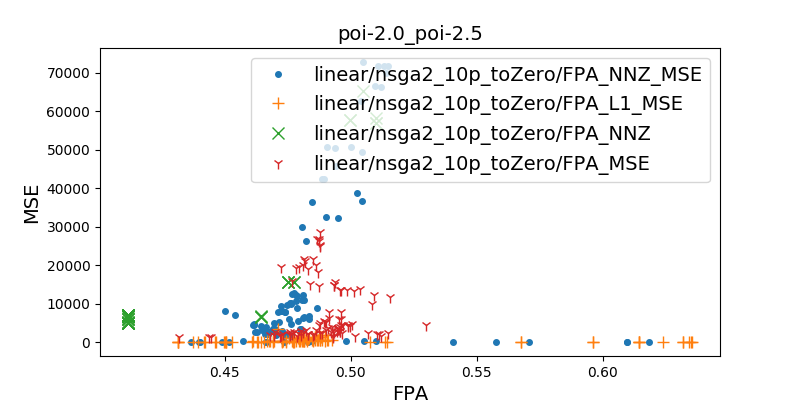 poi-2.0_poi-2.5
70000
60000
50000
40000
30000
20000
10000
0
MSE
linear/nsga2_10p_toZero/FPA_NNZ_MSE
linear/nsga2_10p_toZero/FPA_L1_MSE
linear/nsga2_10p_toZero/FPA_NNZ
linear/nsga2_10p_toZero/FPA_MSE
0.45 0.50 0.55 0.60
FPA